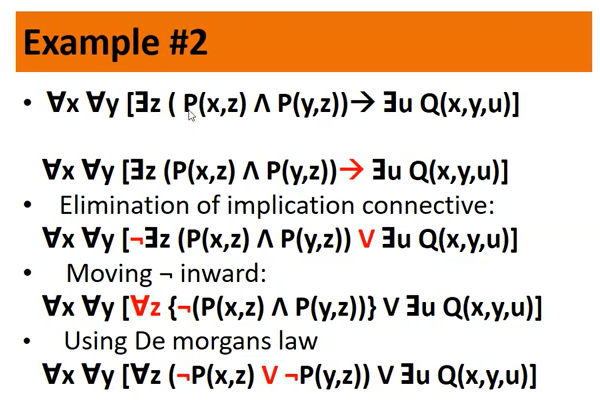 Example #2
• ∀x ∀y [∃z ( P(x,z) Λ P(y,z))→ ∃u Q(x,y,u)]
∀x ∀y [∃z (P(x,z) Λ P(y,z))→ ∃u Q(x,y,u)]
• Elimination of implication connective:
∀x ∀y [¬∃z (P(x,z) Λ P(y,z)) V ∃u Q(x,y,u)]
• Moving ¬ inward:
∀x ∀y [∀z {¬(P(x,z) Λ P(y,z))} V ∃u Q(x,y,u)]
• Using De morgans law
∀x ∀y [∀z (¬P(x,z) V ¬P(y,z)) V ∃u Q(x,y,u)]